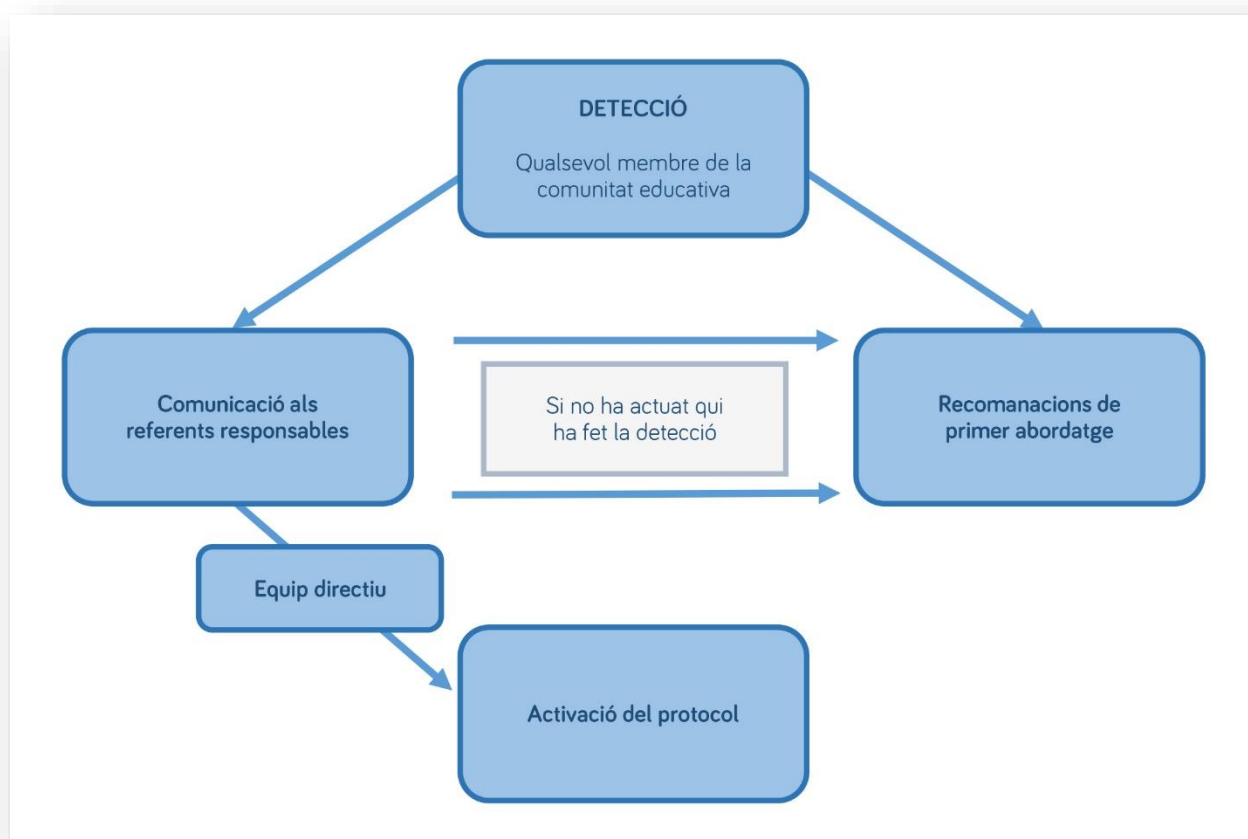 DETECCIÓ
Qualsevol membre de la
comunitat educativa
Comunicació als
referents responsables
Si no ha actuat qui
ha fet la detecció
Recomanacions de
primer abordatge
Equip directiu
Activació del protocol